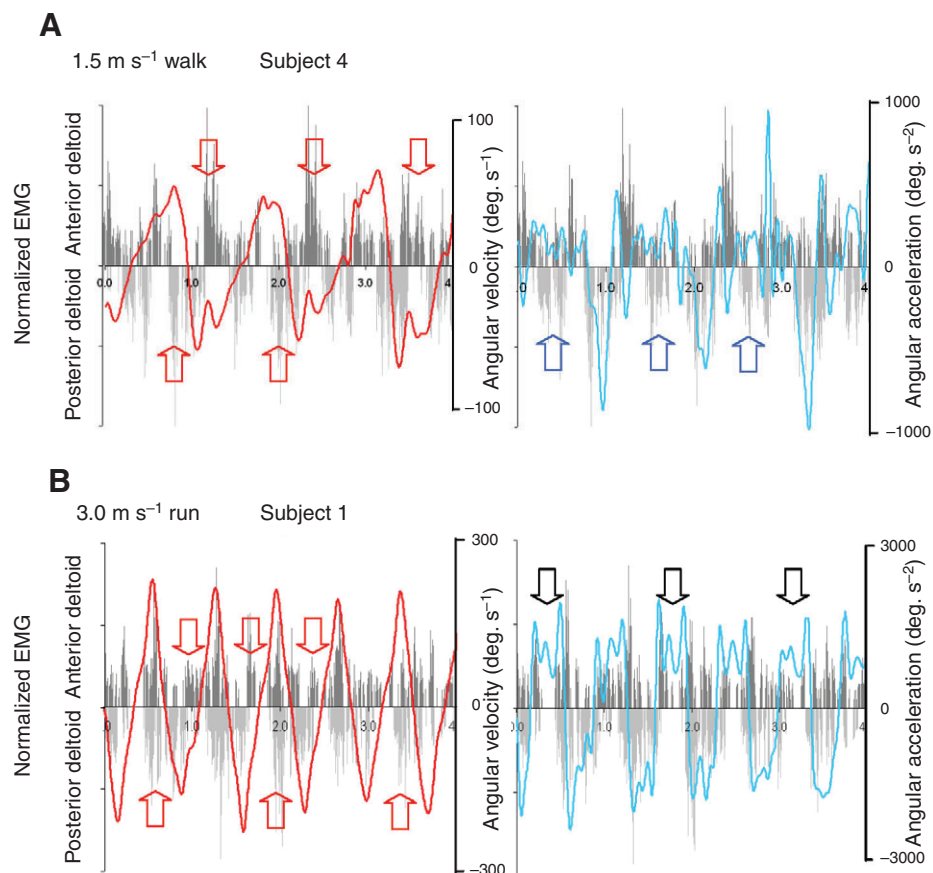 A
1.5 m s–1 walk Subject 4
Normalized EMG
Posterior deltoid Anterior deltoid
0.0 1.0 2.0 3.0 4.
100
0
–100
Angular velocity (deg. s–1)
0. 1.0 2.0 3.0 4.
1000
0
–1000
Angular acceleration (deg. s–2)
B
3.0 m s–1 run Subject 1
Normalized EMG
Posterior deltoid Anterior deltoid
0.0 1.0 2.0 3.0 4.
300
0
–300
Angular velocity (deg. s–1)
0.0 1.0 2.0 3.0 4.
3000
0
–3000
Angular acceleration (deg. s–2)